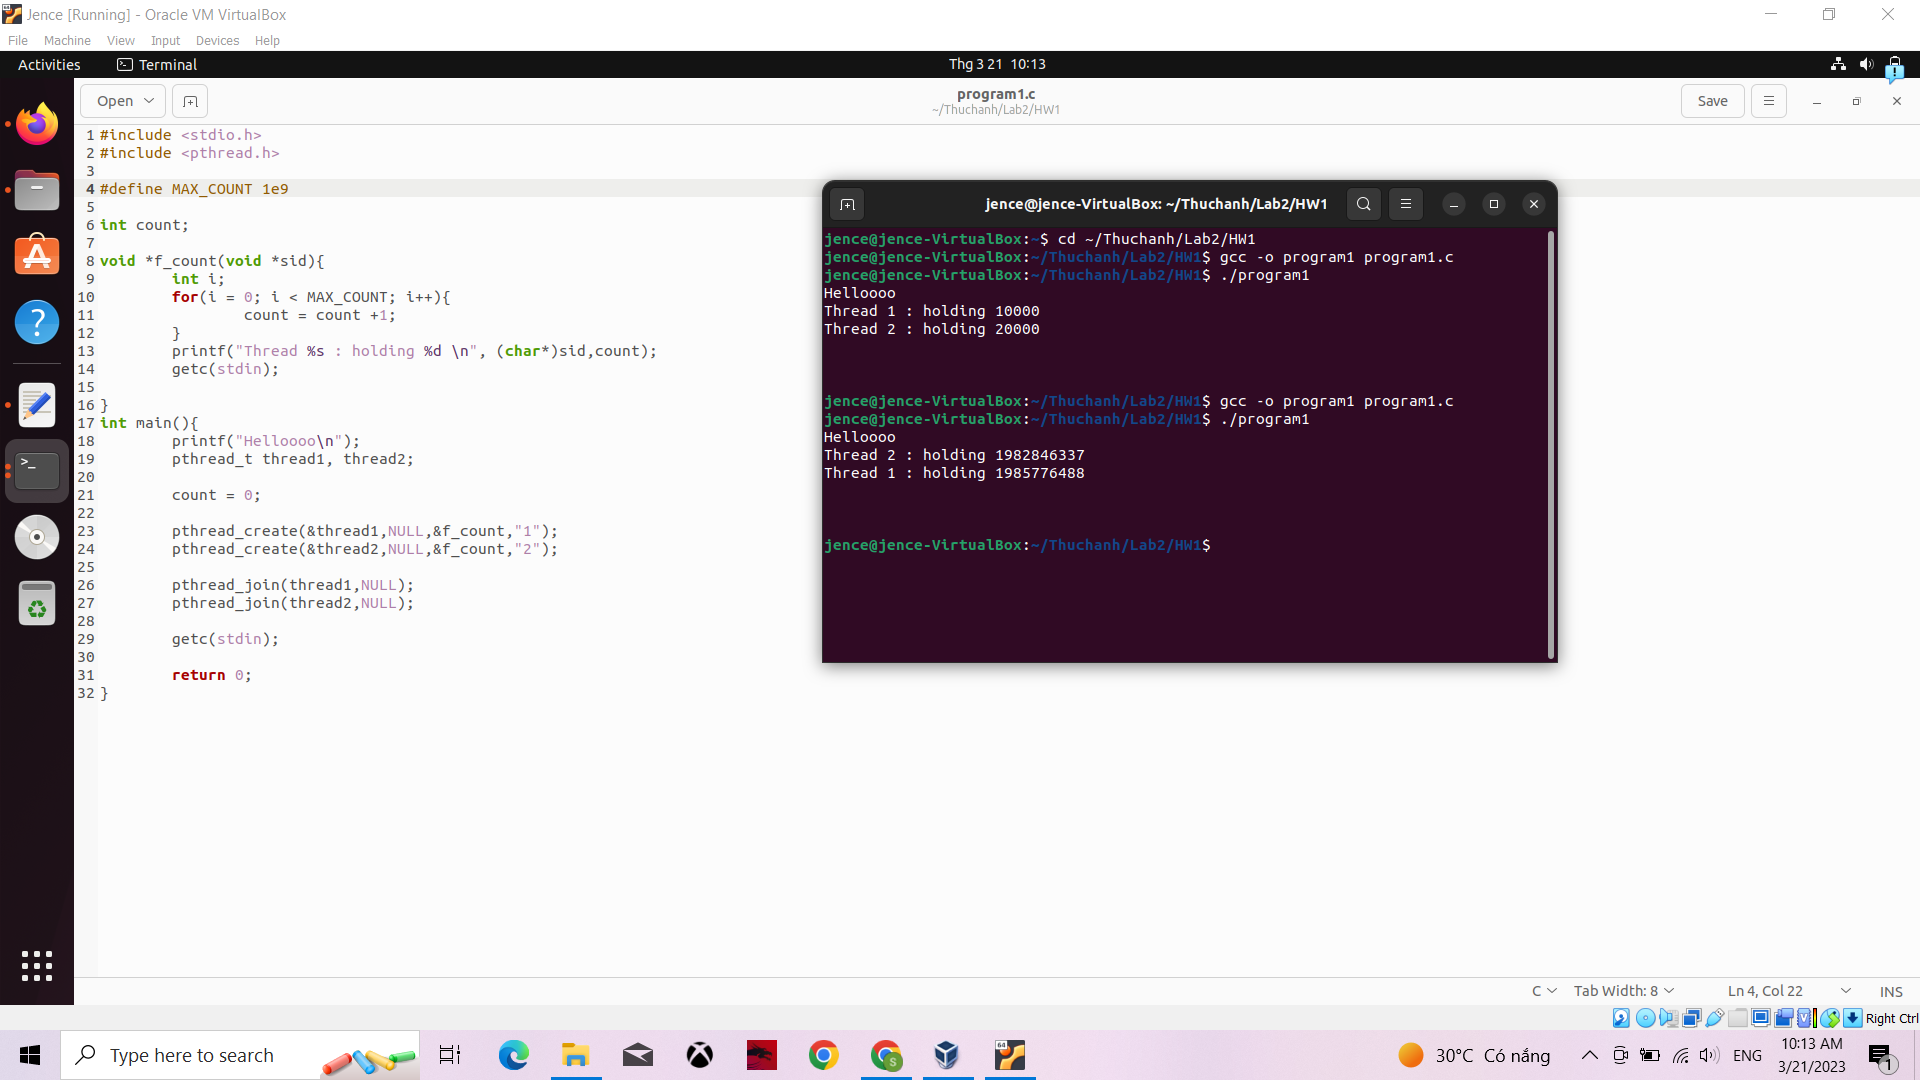 Jence [Running] - Oracle VM VirtualBox
File Machine View Input Devices Help
Activities Terminal Thg 3 21 10:13
Open program1.c Save
~/Thuchanh/Lab2/HW1
1 #include <stdio.h>
2 #include <pthread.h>
3
4 #define MAX_COUNT 1e9
5
6 int count;
7
8 void *f_count(void *sid){
9 int i;
10 for(i = 0; i < MAX_COUNT; i++){
11 count = count +1;
12 }
13 printf("Thread %s : holding %d \n", (char*)sid,count);
14 getc(stdin);
15
16 }
17 int main(){
18 printf("Helloooo\n");
19 pthread_t thread1, thread2;
20
21 count = 0;
22
23 pthread_create(&thread1,NULL,&f_count,"1");
24 pthread_create(&thread2,NULL,&f_count,"2");
25
26 pthread_join(thread1,NULL);
27 pthread_join(thread2,NULL);
28
29 getc(stdin);
30
31 return 0;
32 }
jence@jence-VirtualBox: ~/Thuchanh/Lab2/HW1
jence@jence-VirtualBox:~$ cd ~/Thuchanh/Lab2/HW1
jence@jence-VirtualBox:~/Thuchanh/Lab2/HW1$ gcc -o program1 program1.c
jence@jence-VirtualBox:~/Thuchanh/Lab2/HW1$ ./program1
Helloooo
Thread 1 : holding 10000
Thread 2 : holding 20000
jence@jence-VirtualBox:~/Thuchanh/Lab2/HW1$ gcc -o program1 program1.c
jence@jence-VirtualBox:~/Thuchanh/Lab2/HW1$ ./program1
Helloooo
Thread 2 : holding 1982846337
Thread 1 : holding 1985776488
jence@jence-VirtualBox:~/Thuchanh/Lab2/HW1$
C Tab Width: 8 Ln 4, Col 22 INS
Right Ctrl
Type here to search
64
S
30°C Có nắng
ENG
10:13 AM
3/21/2023
1